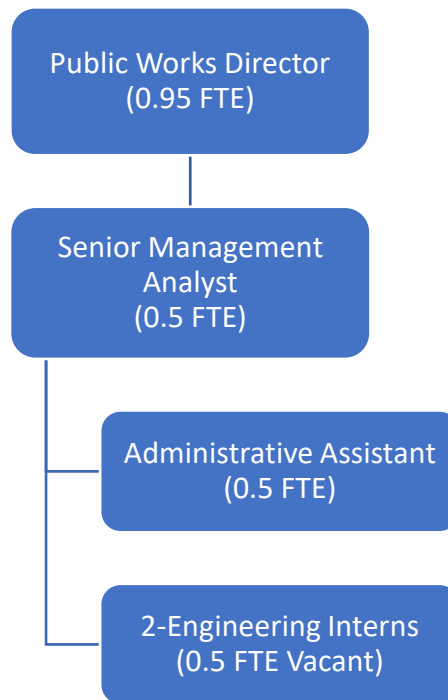 Public Works Director
(0.95 FTE)
Senior Management
Analyst
(0.5 FTE)
Administrative Assistant
(0.5 FTE)
2-Engineering Interns
(0.5 FTE Vacant)